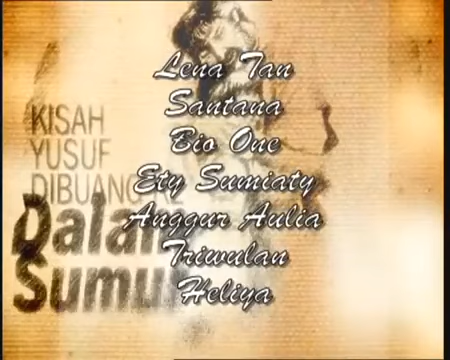 Lena Tan
Santana
Bio One
Ety Sumiaty
Anggur Aulia
Triwulan
Heliya
KISAH
YUSUF
DIBUANG
Dalam
Sumur